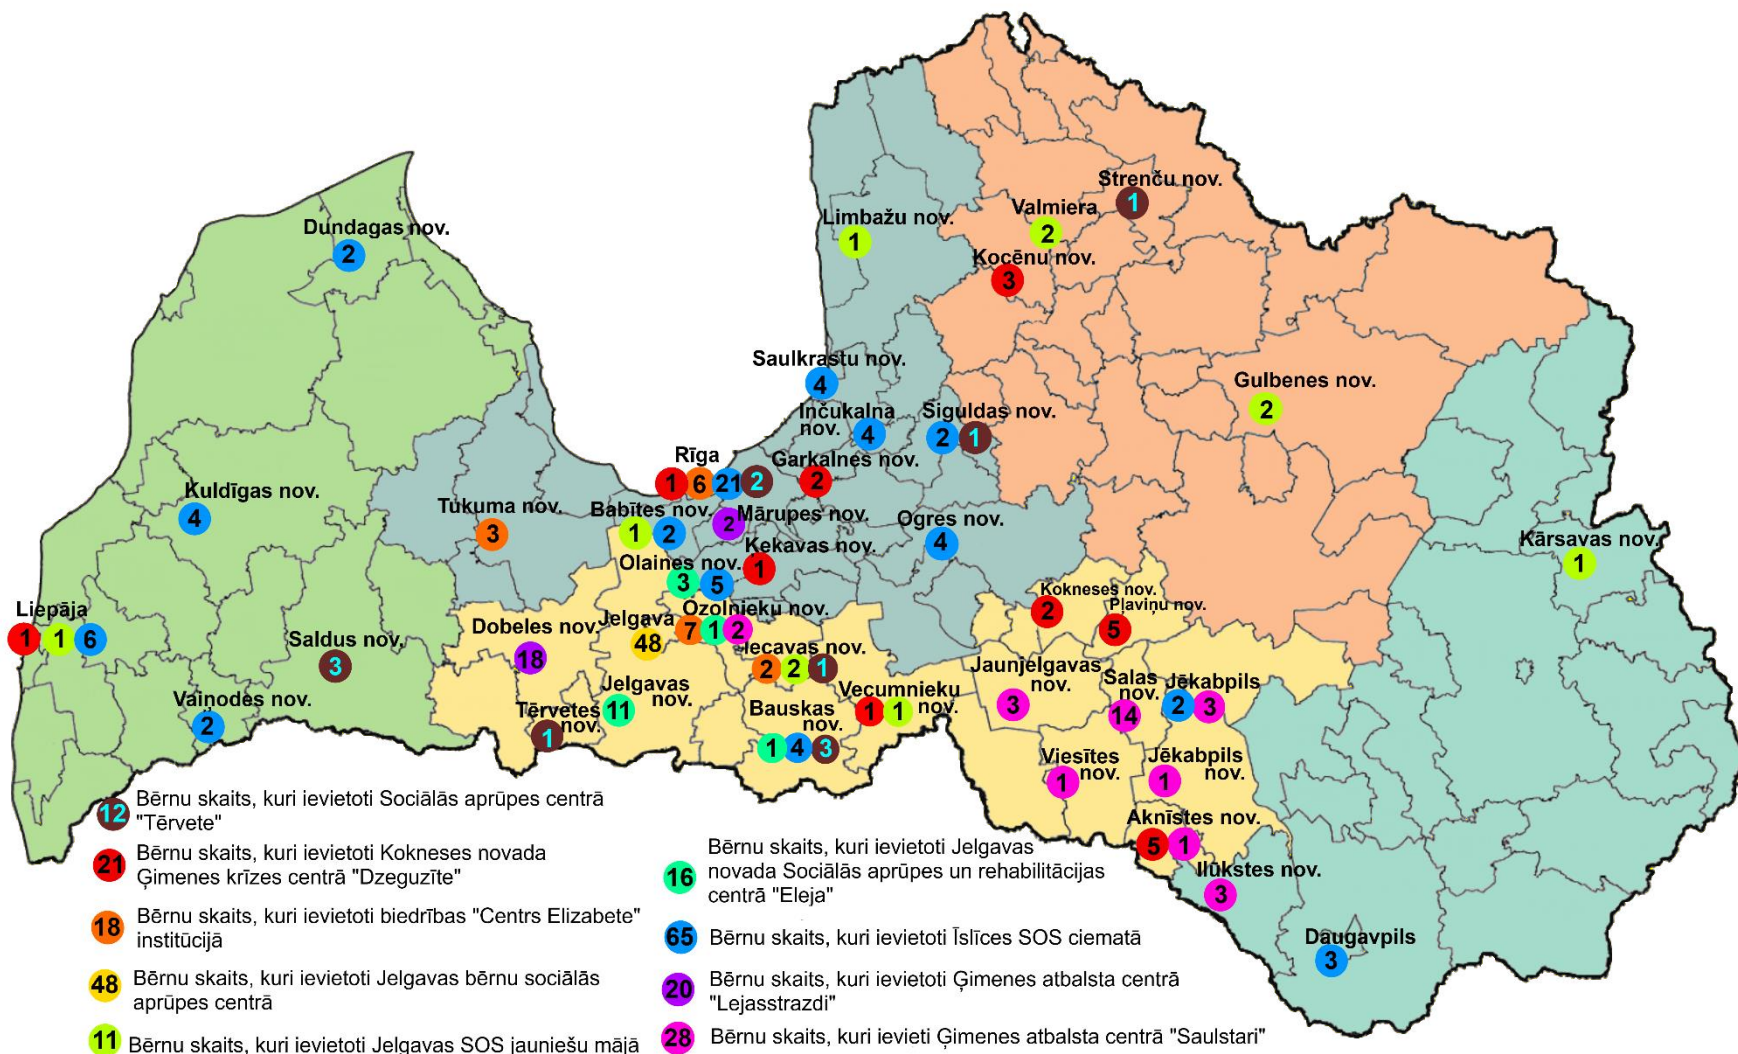 Strenču nov.
1
Limbažu nov.
1
Valmiera
2
Dundagas nov.
2
Kocēnu nov.
3
Saulkrastu nov.
4
Gulbenes nov.
2
Inčukalna
nov.
4
Siguldas nov.
2 1
Rīga
1 6 21 2
Garkalnes nov.
2
Kuldīgas nov.
4
Tukuma nov.
3
Babītes nov.
1 2
Mārupes nov.
2
Ogres nov.
4
Kārsavas nov.
1
Ķekavas nov.
1
Olaines nov.
3 5
Kokneses nov.
2
Pļaviņu nov.
5
Liepāja
1 1 6
Ozolnieku nov.
7 1 2
Jelgava
48
Dobeles nov.
18
Saldus nov.
3
Iecavas nov.
2 2 1
Jaunjelgavas
nov.
3
Salas
nov.
14
Jēkabpils
2 3
Vaiņodes nov.
2
Jelgavas
nov.
11
Vecumnieku
nov.
1 1
Tērvetes
nov.
1
Bauskas
nov.
1 4 3
Viesītes
nov.
1
Jēkabpils
nov.
1
Aknīstes nov.
5 1
Ilūkstes nov.
3
Daugavpils
3
12 Bērnu skaits, kuri ievietoti Sociālās aprūpes centrā
"Tērvete"
21 Bērnu skaits, kuri ievietoti Kokneses novada
Ģimenes krīzes centrā "Dzeguzīte"
18 Bērnu skaits, kuri ievietoti biedrības "Centrs Elizabete"
institūcijā
48 Bērnu skaits, kuri ievietoti Jelgavas bērnu sociālās
aprūpes centrā
11 Bērnu skaits, kuri ievietoti Jelgavas SOS jauniešu mājā
16 Bērnu skaits, kuri ievietoti Jelgavas
novada Sociālās aprūpes un rehabilitācijas
centrā "Eleja"
65 Bērnu skaits, kuri ievietoti Īslīces SOS ciematā
20 Bērnu skaits, kuri ievietoti Ģimenes atbalsta centrā
"Lejasstrazdi"
28 Bērnu skaits, kuri ievieti Ģimenes atbalsta centrā "Saulstari"